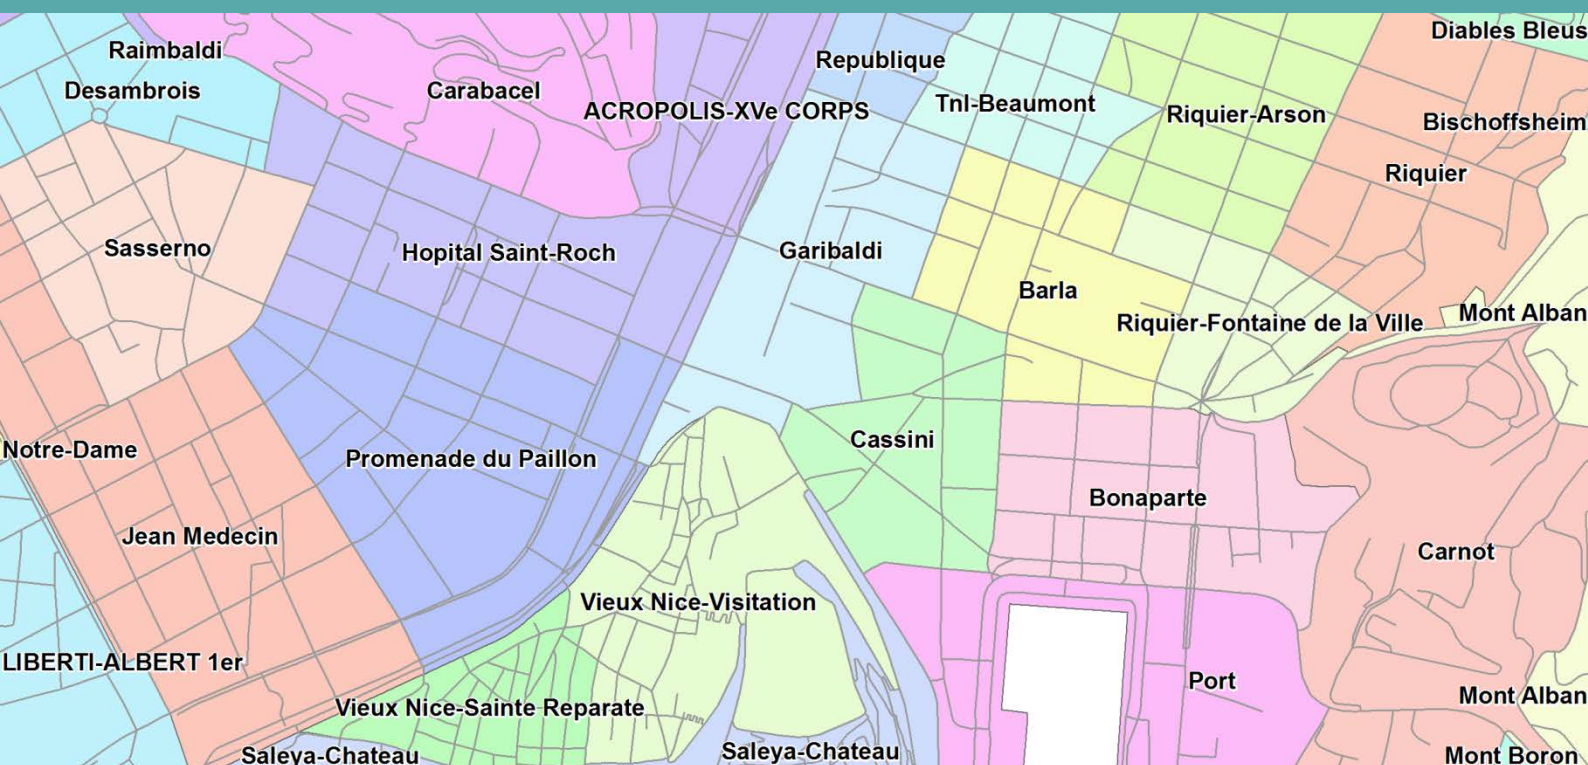 Diables Bleus
Raimbaldi
Republique
Desambrois
Carabacel
ACROPOLIS-XVe CORPS
Tnl-Beaumont
Riquier-Arson
Bischoffsheim
Riquier
Sasserno
Hopital Saint-Roch
Garibaldi
Barla
Riquier-Fontaine de la Ville
Mont Alban
Notre-Dame
Promenade du Paillon
Cassini
Bonaparte
Jean Medecin
Carnot
Vieux Nice-Visitation
LIBERTI-ALBERT 1er
Port
Mont Alban
Vieux Nice-Sainte Reparate
Saleya-Chateau
Saleya-Chateau
Mont Boron